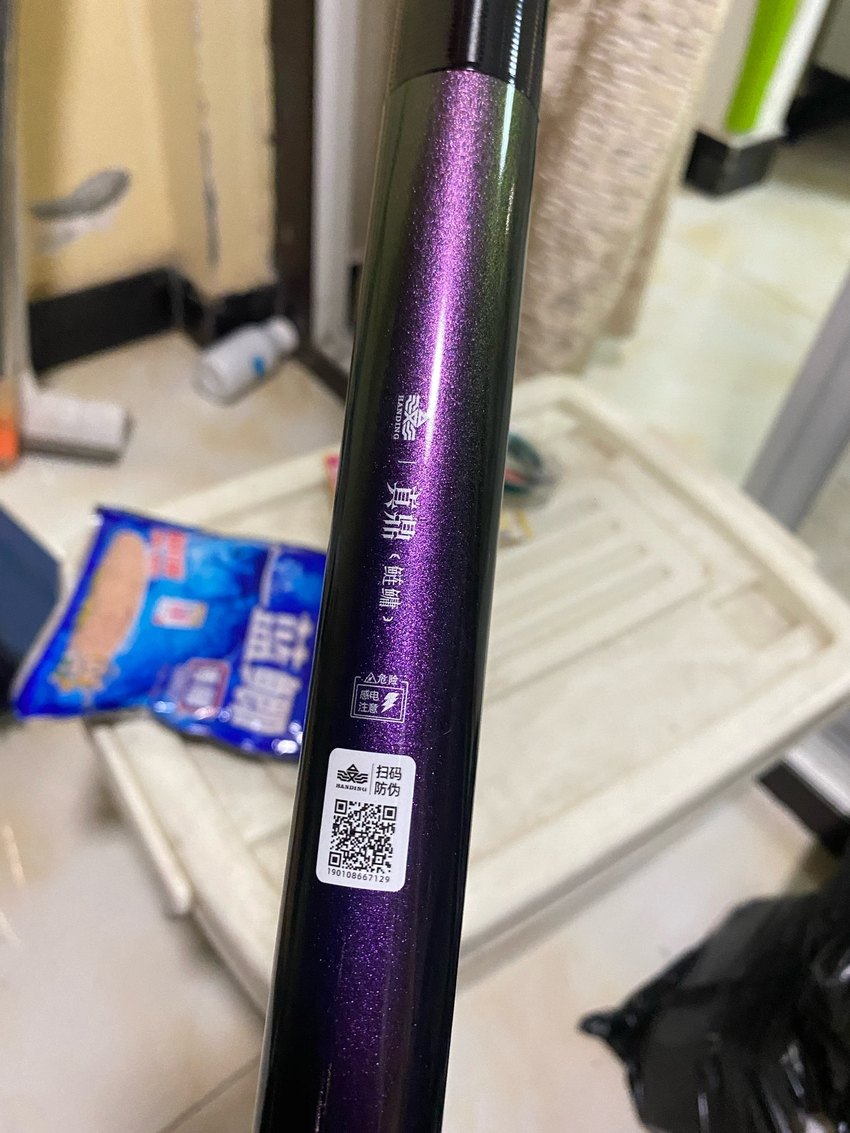 HANDING
真鼎
<鲢鳙>
危险
感电
注意
HANDING
扫码
防伪
190108667129
蓝鲫